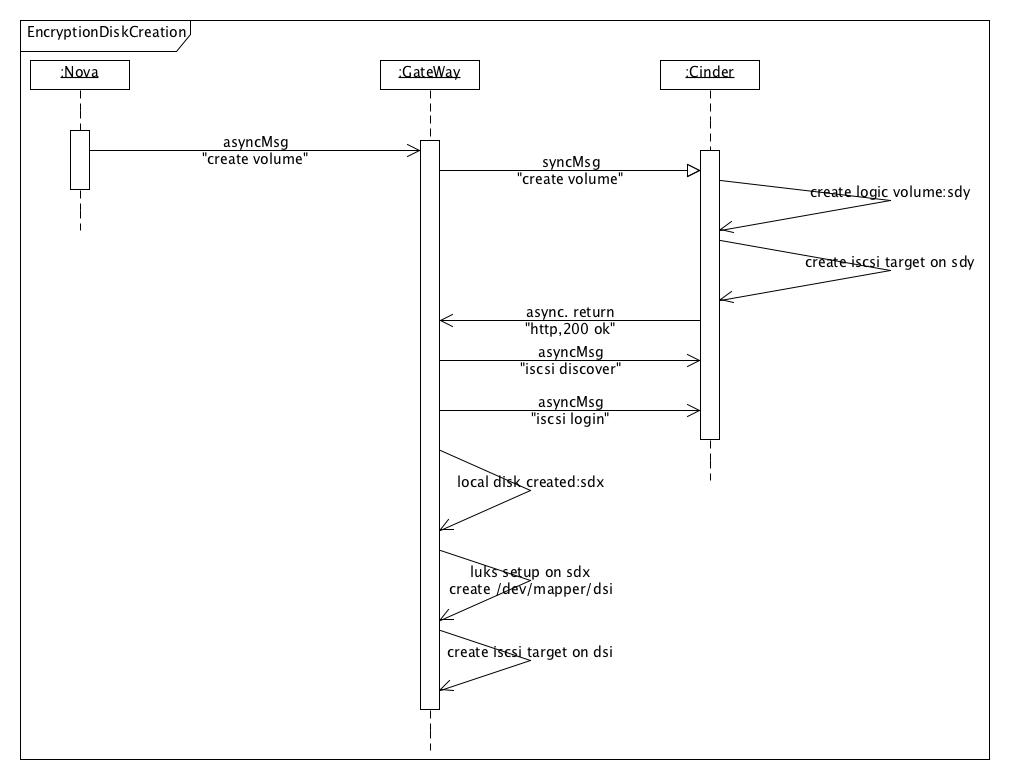 EncryptionDiskCreation
:Nova
:GateWay
:Cinder
asyncMsg
"create volume"
syncMsg
"create volume"
create logic volume:sdy
create iscsi target on sdy
async. return
"http,200 ok"
asyncMsg
"iscsi discover"
asyncMsg
"iscsi login"
local disk created:sdx
luks setup on sdx
create /dev/mapper/dsi
create iscsi target on dsi